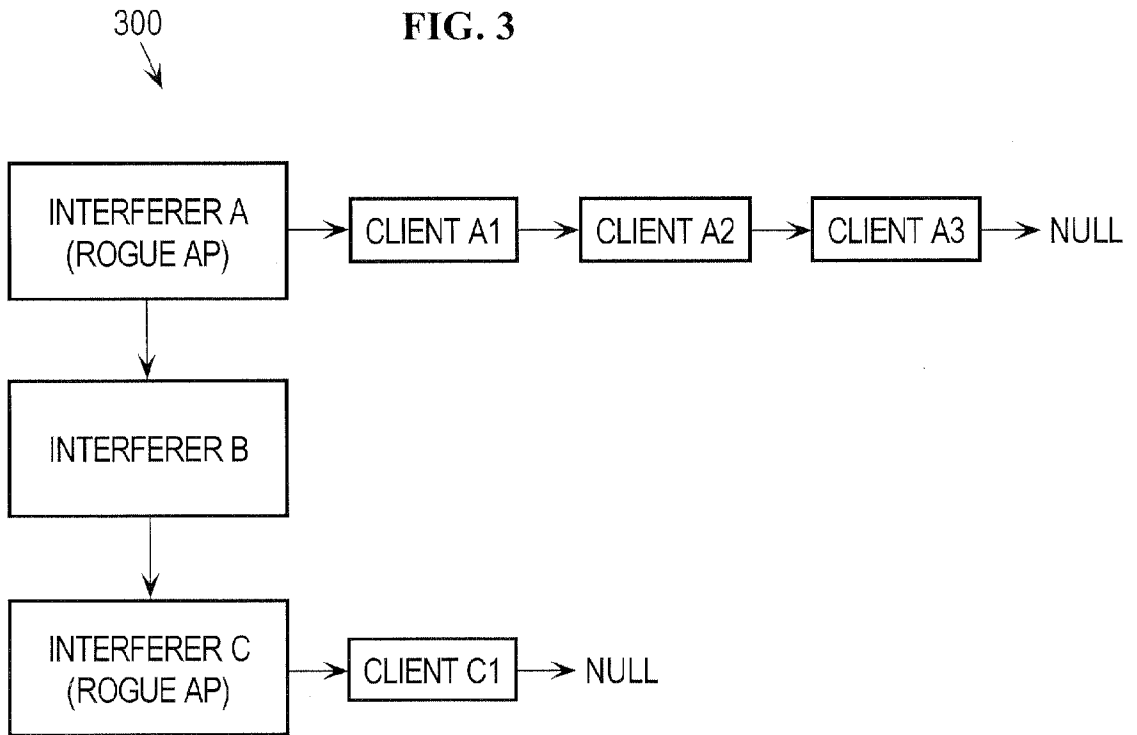 300
FIG. 3
INTERFERER A
(ROGUE AP)
CLIENT A1
CLIENT A2
CLIENT A3
NULL
INTERFERER B
INTERFERER C
(ROGUE AP)
CLIENT C1
NULL